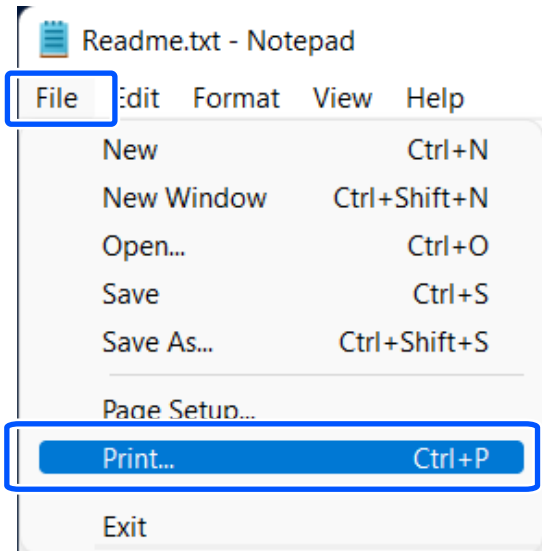 Readme.txt - Notepad
File Edit Format View Help
New Ctrl+N
New Window Ctrl+Shift+N
Open... Ctrl+O
Save Ctrl+S
Save As... Ctrl+Shift+S
Page Setup...
Print... Ctrl+P
Exit